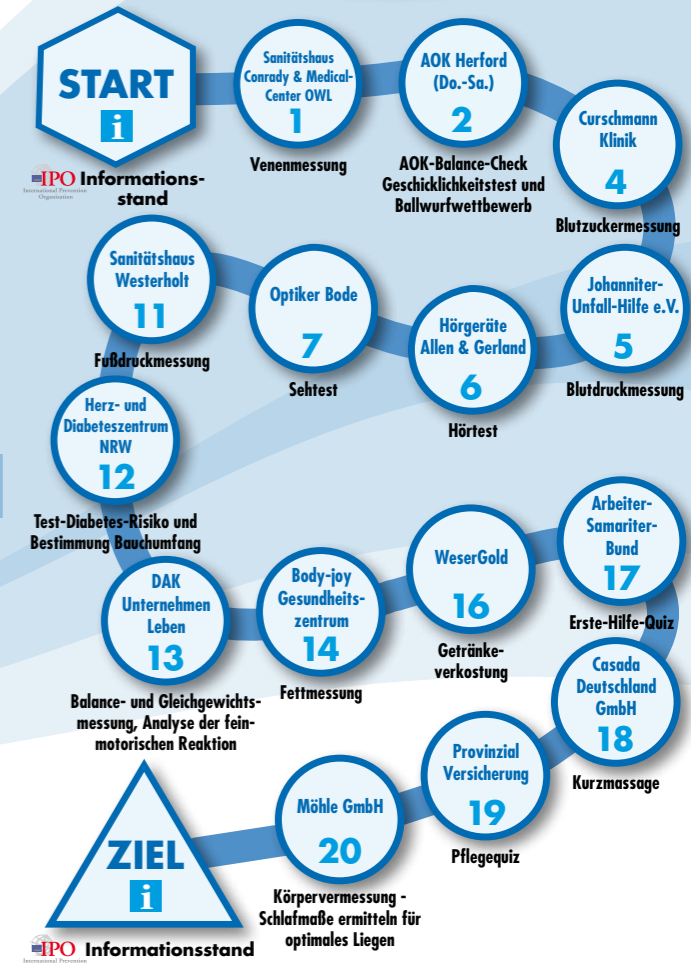 START
i
IPO
International Prevention
Organisation
Informations-
stand
Sanitätshaus
Conrady & Medical-
Center OWL
1
Venenmessung
AOK Herford
(Do.-Sa.)
2
AOK-Balance-Check
Geschicklichkeitstest und
Ballwurfwettbewerb
Curschmann
Klinik
4
Blutzuckermessung
Johanniter-
Unfall-Hilfe e.V.
5
Blutdruckmessung
Hörgeräte
Allen & Gerland
6
Hörtest
Optiker Bode
7
Sehtest
Sanitätshaus
Westerholt
11
Fußdruckmessung
Herz- und
Diabeteszentrum
NRW
12
Test-Diabetes-Risiko und
Bestimmung Bauchumfang
DAK
Unternehmen
Leben
13
Balance- und Gleichgewichts-
messung, Analyse der fein-
motorischen Reaktion
Body-joy
Gesundheits-
zentrum
14
Fettmessung
WeserGold
16
Getränke-
verkostung
Arbeiter-
Samariter-
Bund
17
Erste-Hilfe-Quiz
Casada
Deutschland
GmbH
18
Kurzmassage
Provinzial
Versicherung
19
Pflegequiz
Möhle GmbH
20
Körpervermessung -
Schlafmaße ermitteln für
optimales Liegen
ZIEL
i
IPO
International Prevention
Informationsstand